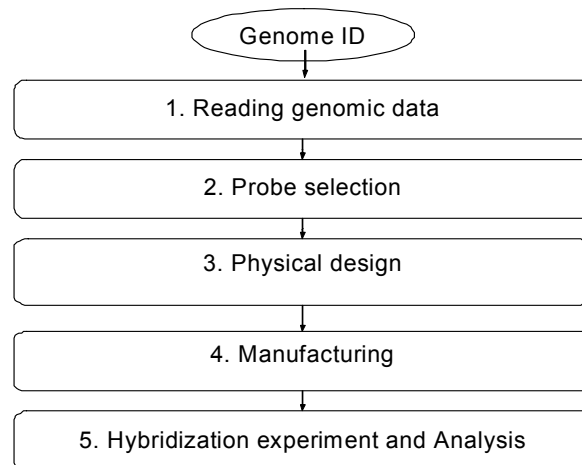 Genome ID
1. Reading genomic data
2. Probe selection
3. Physical design
4. Manufacturing
5. Hybridization experiment and Analysis